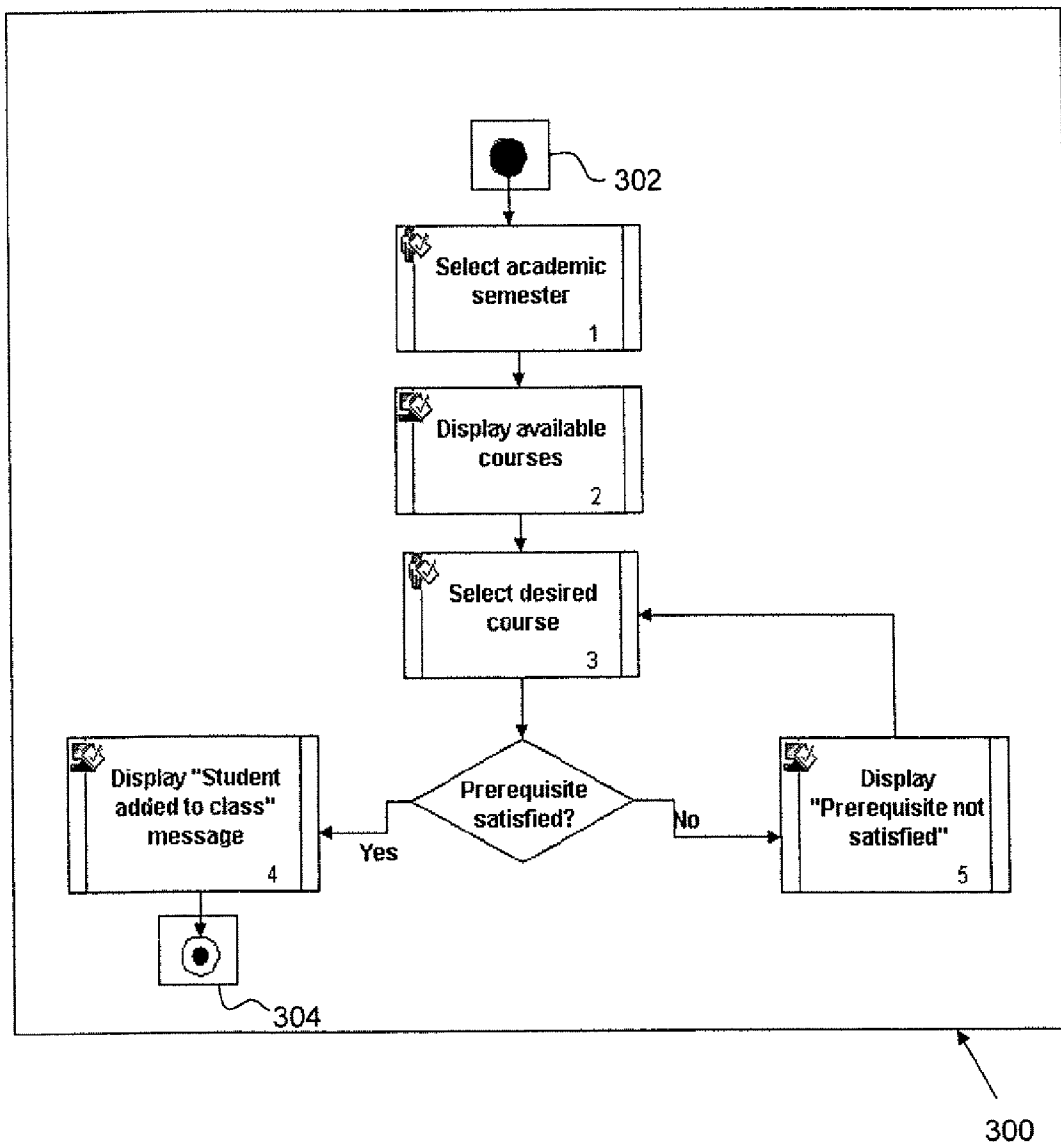 302
Select academic
semester
1
Display available
courses
2
Select desired
course
3
Prerequisite
satisfied?
Yes
No
Display "Student
added to class"
message
4
Display
"Prerequisite not
satisfied"
5
304
300